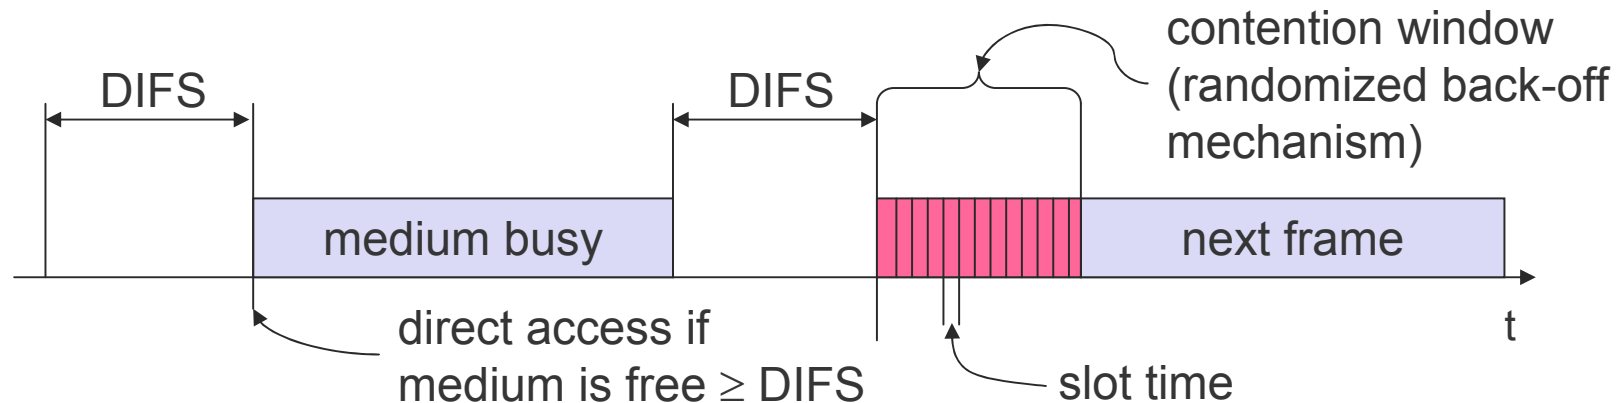 contention window
(randomized back-off
mechanism)
DIFS
DIFS
medium busy
next frame
direct access if
medium is free ≥ DIFS
t
slot time